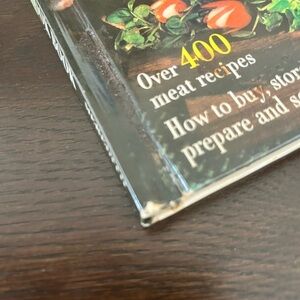 Over 400
meat recipes
How to buy, stor
prepare and se